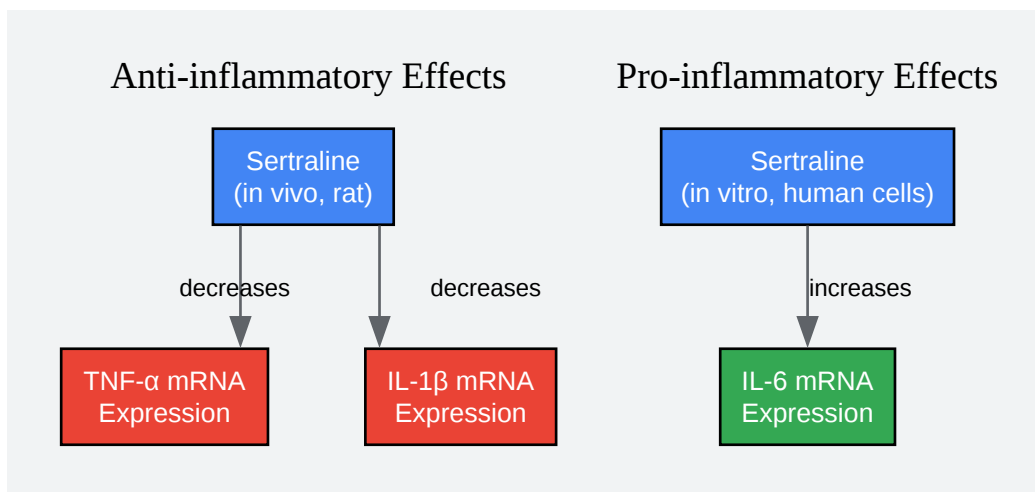 Anti-inflammatory Effects
Sertraline
(in vivo, rat)
decreases
decreases
TNF-α mRNA
Expression
IL-1β mRNA
Expression
Pro-inflammatory Effects
Sertraline
(in vitro, human cells)
increases
IL-6 mRNA
Expression